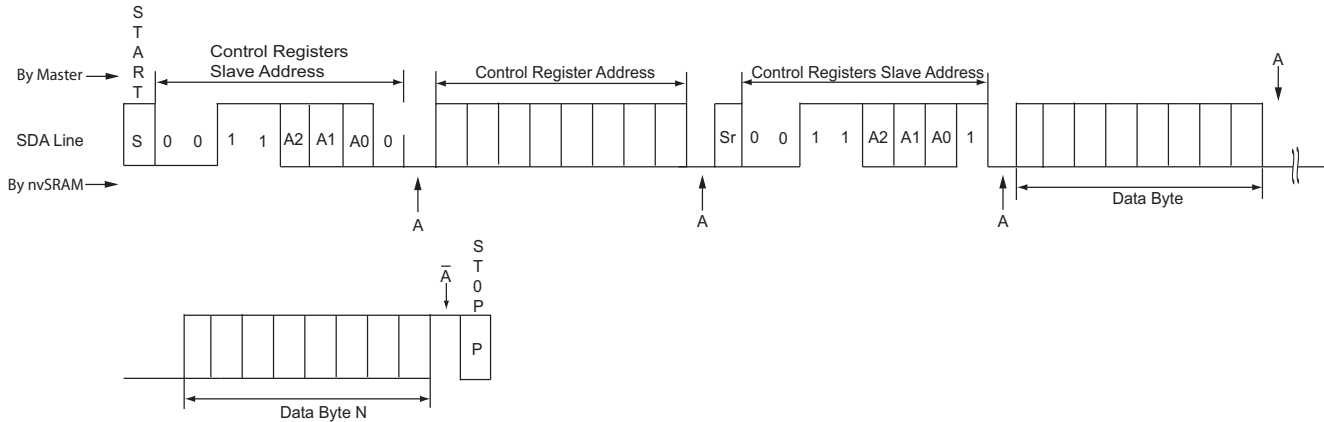 START
Control Registers
Slave Address
By Master
Control Register Address
Control Registers Slave Address
A
SDA Line
S 0 0 1 1 A2 A1 A0 0
Sr 0 0 1 1 A2 A1 A0 1
By nvSRAM
A
A
A
Data Byte
A̅
ST0P
P
Data Byte N